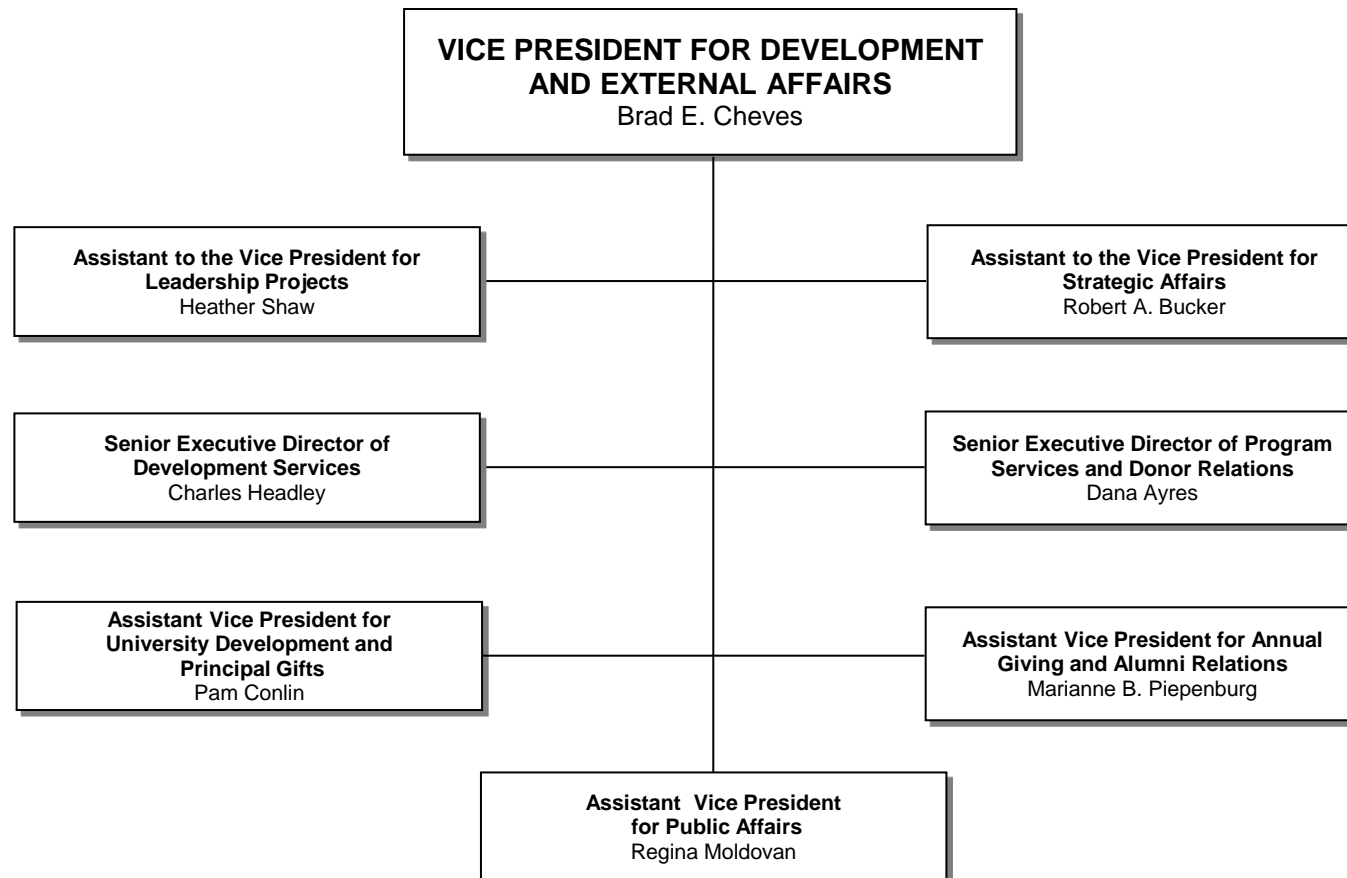 VICE PRESIDENT FOR DEVELOPMENT
AND EXTERNAL AFFAIRS
Brad E. Cheves
Assistant to the Vice President for
Leadership Projects
Heather Shaw
Assistant to the Vice President for
Strategic Affairs
Robert A. Bucker
Senior Executive Director of
Development Services
Charles Headley
Senior Executive Director of Program
Services and Donor Relations
Dana Ayres
Assistant Vice President for
University Development and
Principal Gifts
Pam Conlin
Assistant Vice President for Annual
Giving and Alumni Relations
Marianne B. Piepenburg
Assistant Vice President
for Public Affairs
Regina Moldovan